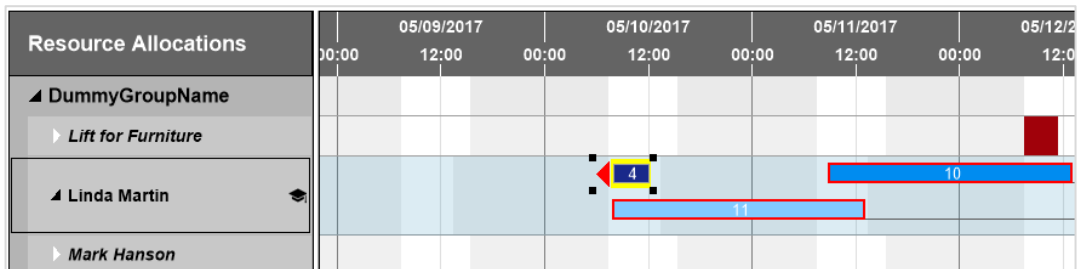 Resource Allocations
05/09/2017 05/10/2017 05/11/2017
00:00 12:00 00:00 12:00 00:00 12:00 00:00
DummyGroupName
Lift for Furniture
Linda Martin
4 10
11
Mark Hanson